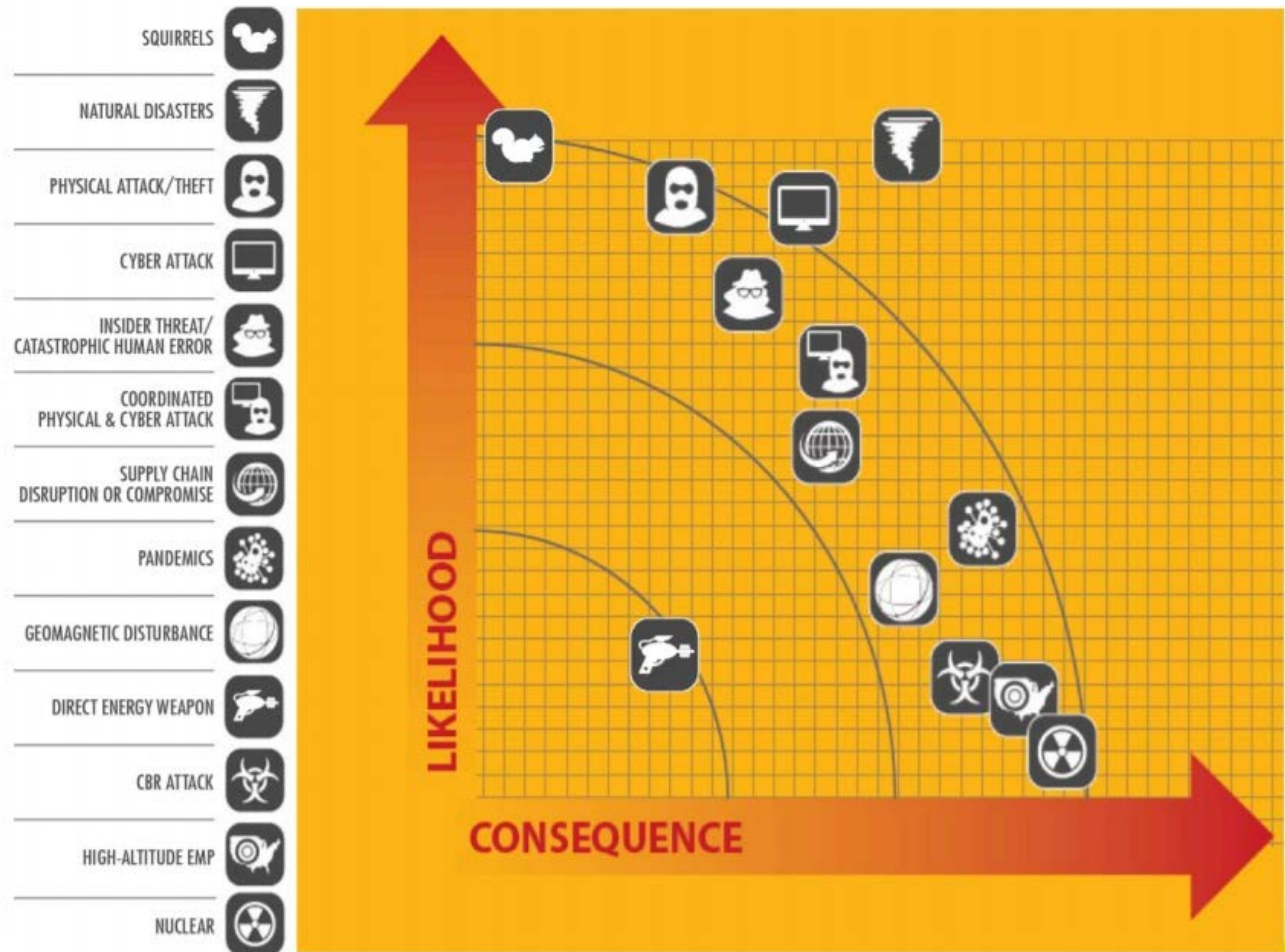 SQUIRRELS
NATURAL DISASTERS
PHYSICAL ATTACK/THEFT
CYBER ATTACK
INSIDER THREAT/
CATASTROPHIC HUMAN ERROR
COORDINATED
PHYSICAL & CYBER ATTACK
SUPPLY CHAIN
DISRUPTION OR COMPROMISE
PANDEMICS
GEOMAGNETIC DISTURBANCE
DIRECT ENERGY WEAPON
CBR ATTACK
HIGH-ALTITUDE EMP
NUCLEAR
LIKELIHOOD
CONSEQUENCE